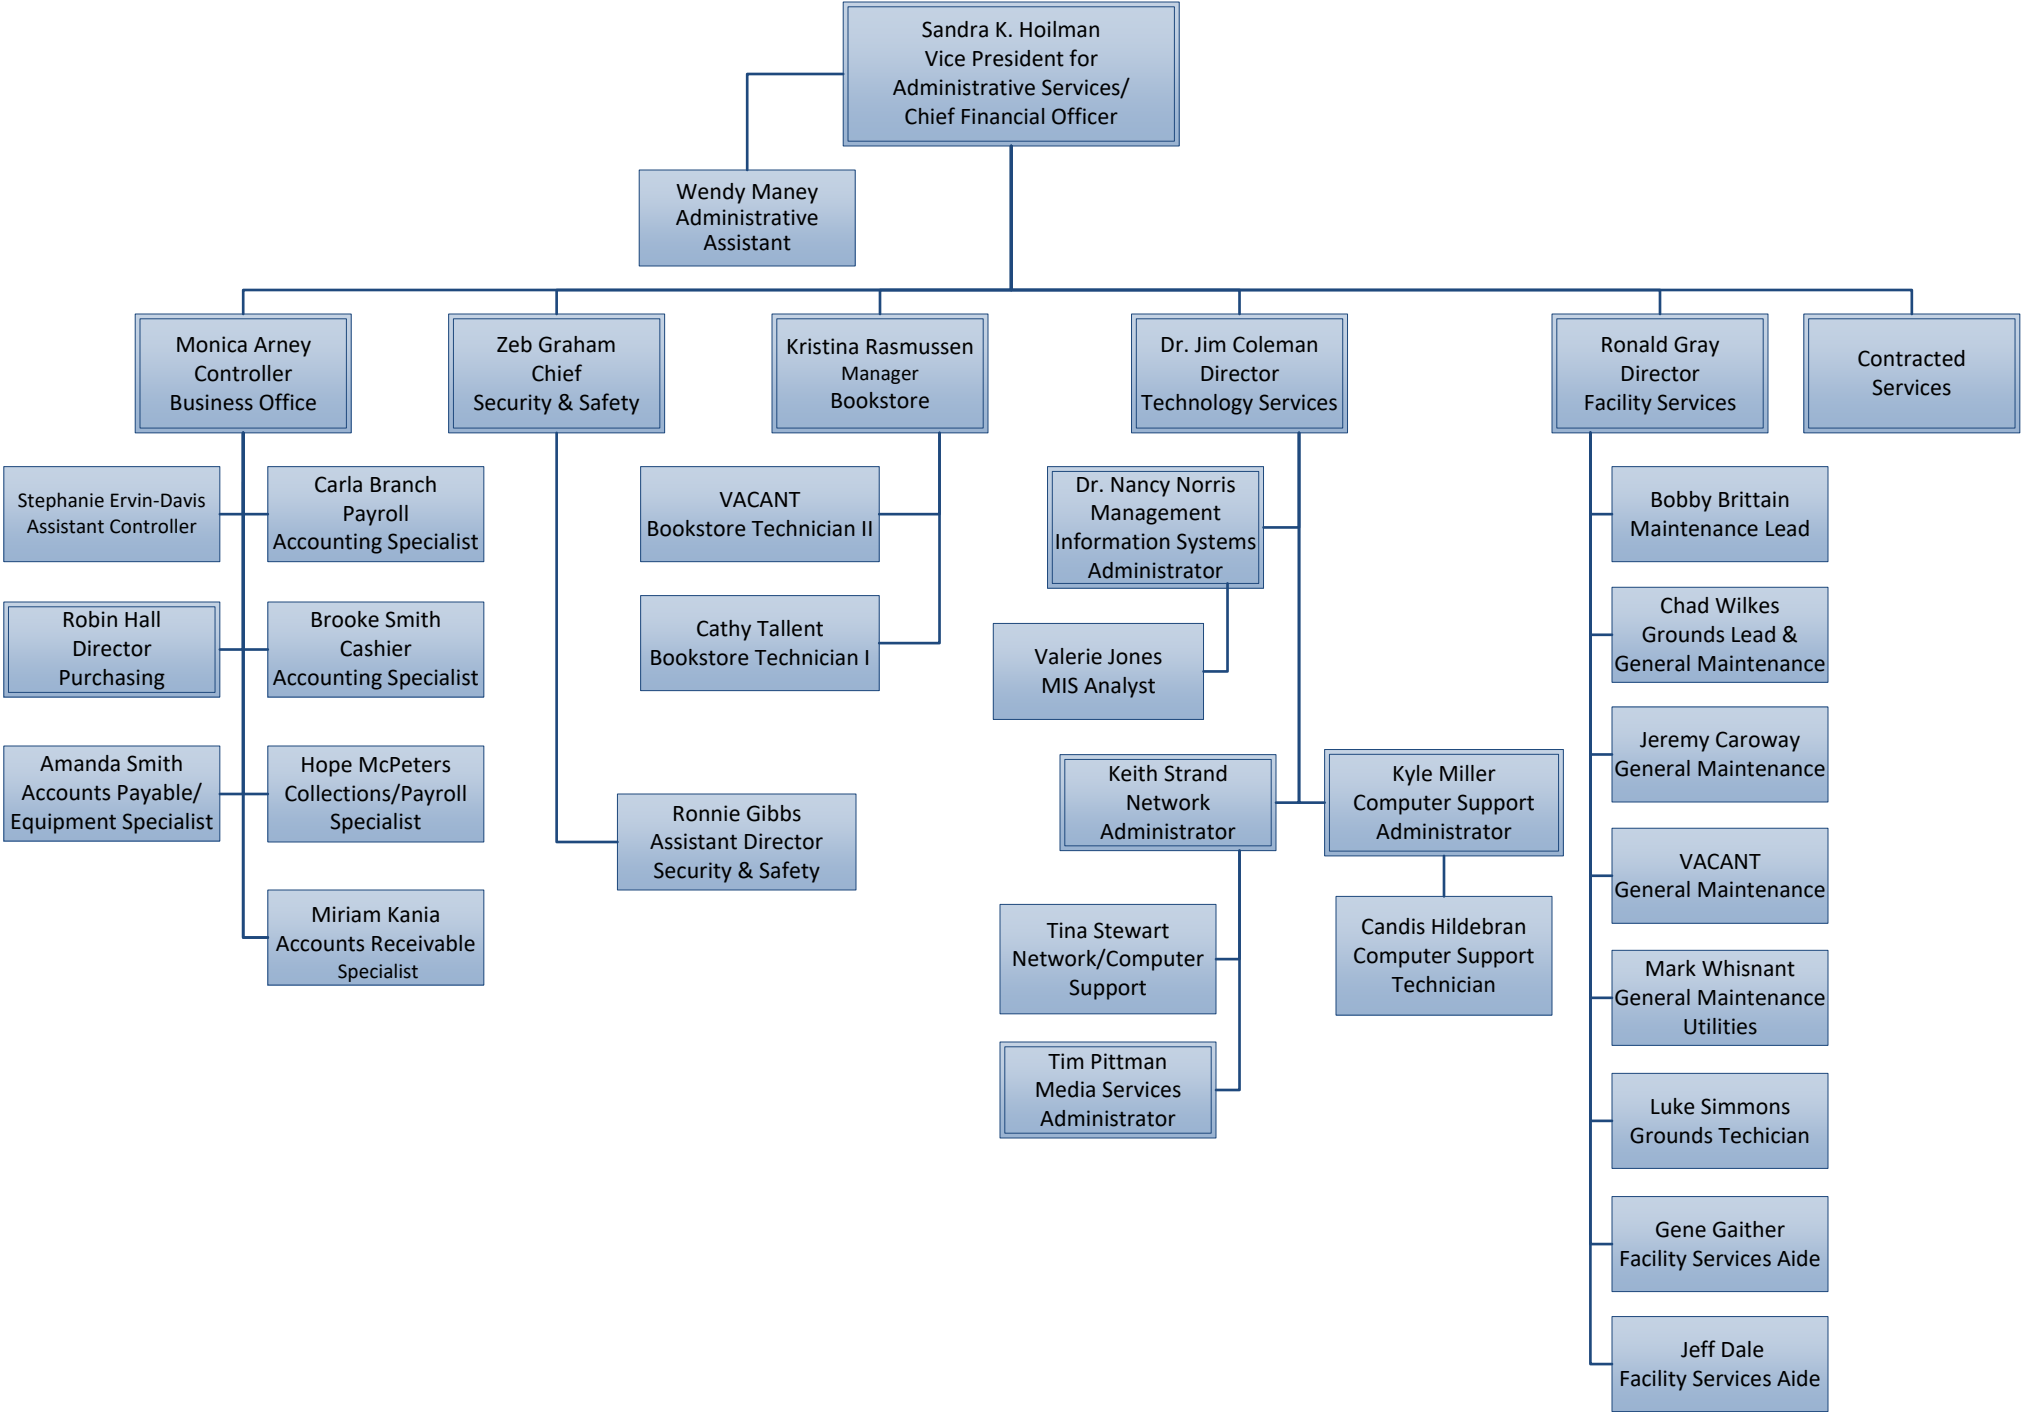 Sandra K. Hoilman
Vice President for
Administrative Services/
Chief Financial Officer
Wendy Maney
Administrative
Assistant
Monica Arney
Controller
Business Office
Zeb Graham
Chief
Security & Safety
Kristina Rasmussen
Manager
Bookstore
Dr. Jim Coleman
Director
Technology Services
Ronald Gray
Director
Facility Services
Contracted
Services
Stephanie Ervin-Davis
Assistant Controller
Carla Branch
Payroll
Accounting Specialist
Robin Hall
Director
Purchasing
Brooke Smith
Cashier
Accounting Specialist
Amanda Smith
Accounts Payable/
Equipment Specialist
Hope McPeters
Collections/Payroll
Specialist
Miriam Kania
Accounts Receivable
Specialist
Ronnie Gibbs
Assistant Director
Security & Safety
VACANT
Bookstore Technician II
Cathy Tallent
Bookstore Technician I
Dr. Nancy Norris
Management
Information Systems
Administrator
Valerie Jones
MIS Analyst
Keith Strand
Network
Administrator
Kyle Miller
Computer Support
Administrator
Tina Stewart
Network/Computer
Support
Candis Hildebran
Computer Support
Technician
Tim Pittman
Media Services
Administrator
Bobby Brittain
Maintenance Lead
Chad Wilkes
Grounds Lead &
General Maintenance
Jeremy Caroway
General Maintenance
VACANT
General Maintenance
Mark Whisnant
General Maintenance
Utilities
Luke Simmons
Grounds Techician
Gene Gaither
Facility Services Aide
Jeff Dale
Facility Services Aide